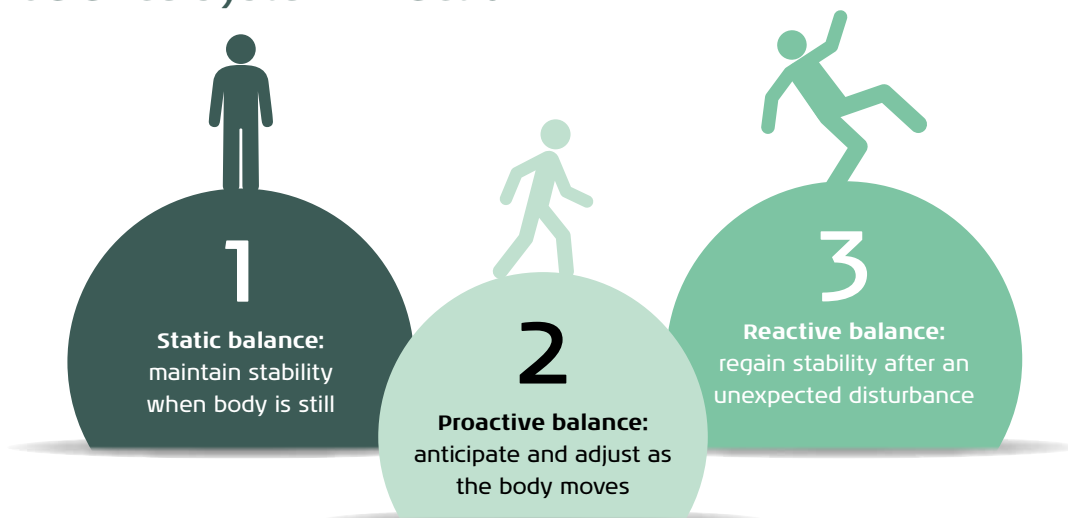 1
Static balance:
maintain stability
when body is still
2
Proactive balance:
anticipate and adjust as
the body moves
3
Reactive balance:
regain stability after an
unexpected disturbance